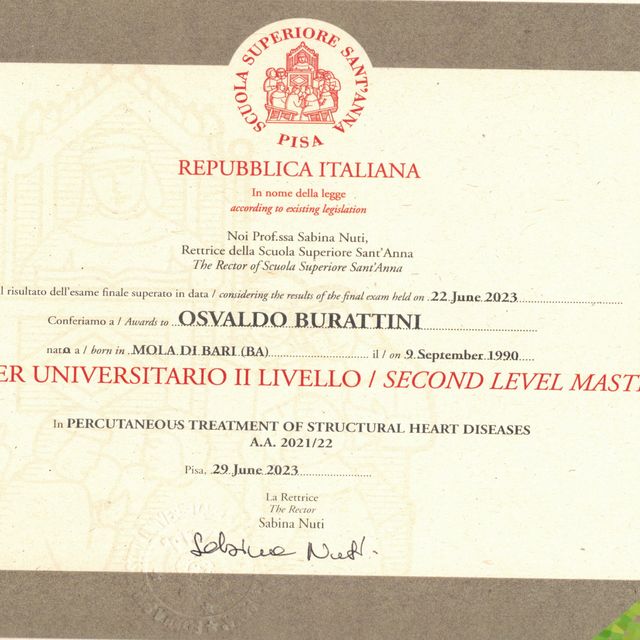 SCUOLA SUPERIORE SANT'ANNA
PISA
REPUBBLICA ITALIANA
In nome della legge
according to existing legislation
Noi Prof.ssa Sabina Nuti,
Rettrice della Scuola Superiore Sant'Anna
The Rector of Scuola Superiore Sant'Anna
l risultato dell'esame finale superato in data / considering the results of the final exam held on 22 June 2023
Conferiamo a / Awards to OSVALDO BURATTINI
nato a / born in MOLA DI BARI (BA) il / on 9 September 1990
ER UNIVERSITARIO II LIVELLO / SECOND LEVEL MAST
In PERCUTANEOUS TREATMENT OF STRUCTURAL HEART DISEASES
A.A. 2021/22
Pisa, 29 June 2023
La Rettrice
The Rector
Sabina Nuti
Sabina Nuti